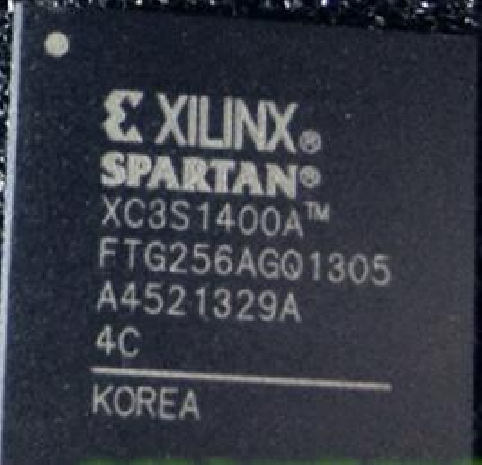 XILINX®
SPARTAN®
XC3S1400A™
FTG256AGQ1305
A4521329A
4C
KOREA